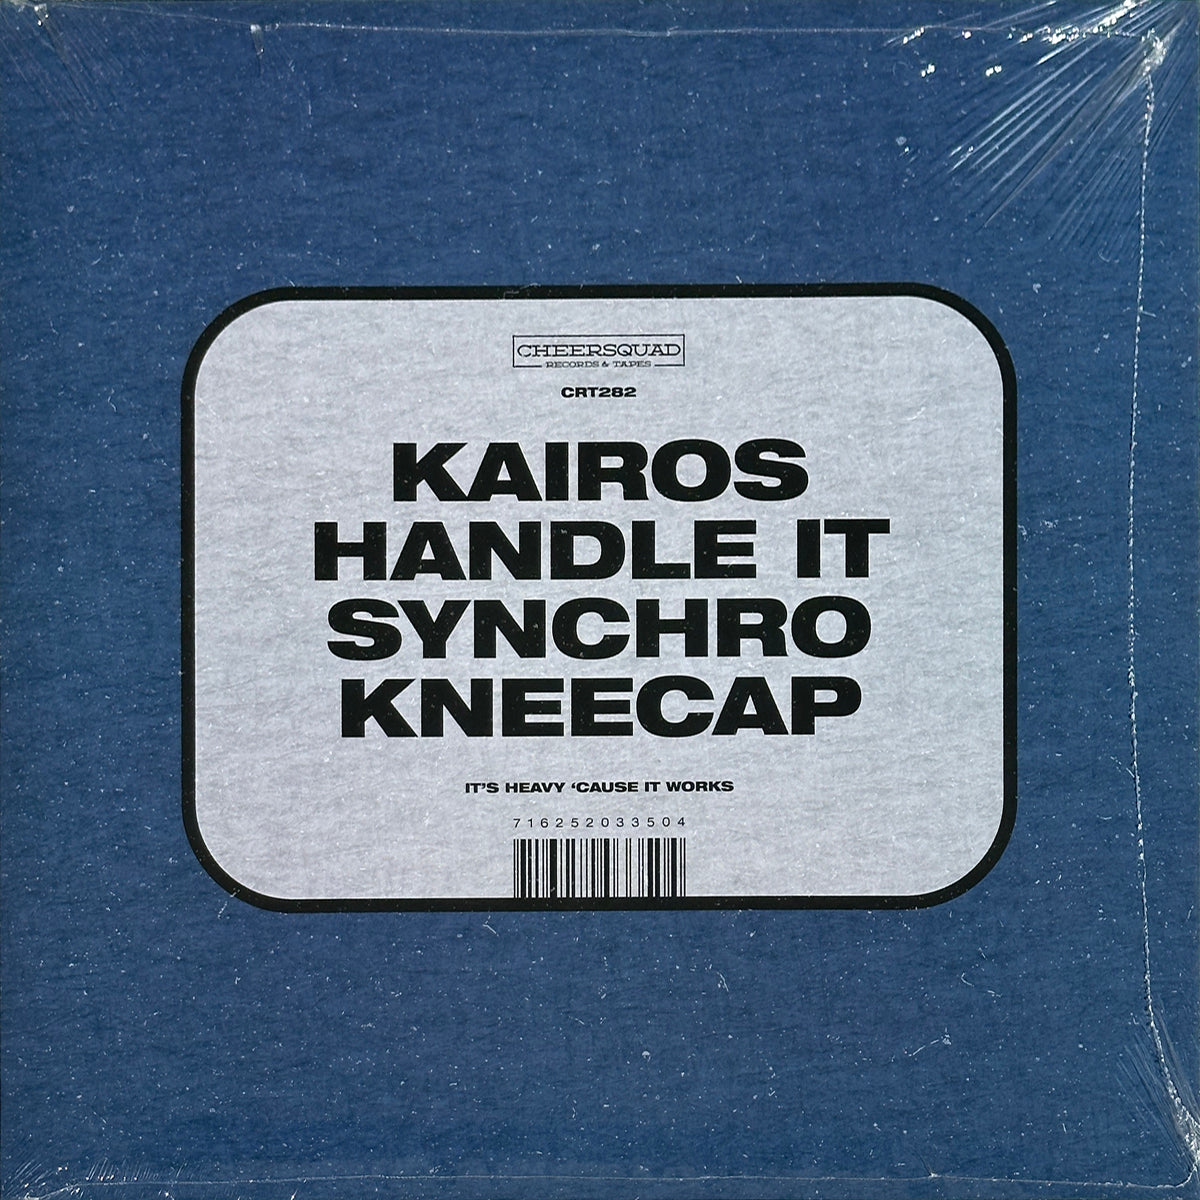 CHEERSQUAD
RECORDS & TAPES
CRT282
KAIROS
HANDLE IT
SYNCHRO
KNEECAP
IT'S HEAVY ‘CAUSE IT WORKS
716252033504